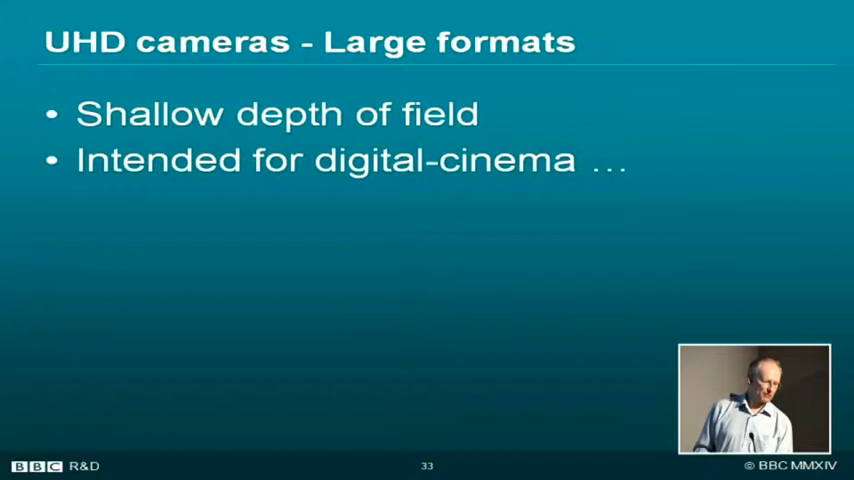 UHD cameras - Large formats
• Shallow depth of field
• Intended for digital-cinema …
BBC R&D
33
© BBC MMXIV